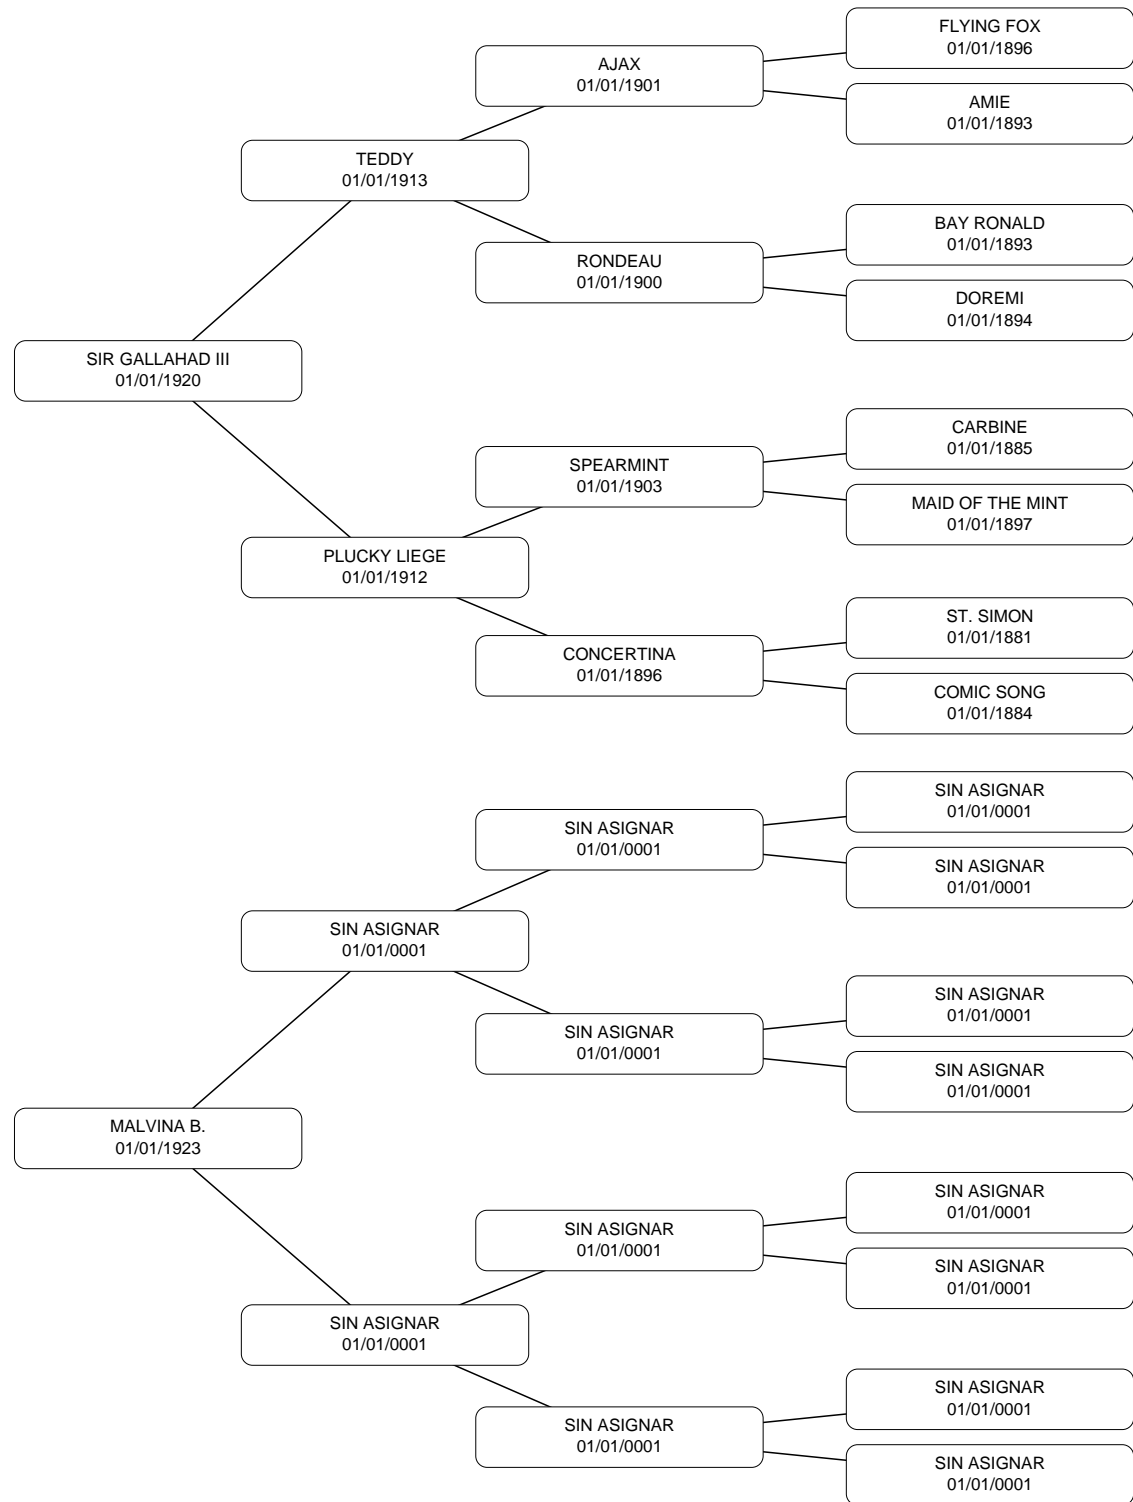 FLYING FOX
01/01/1896
AJAX
01/01/1901
AMIE
01/01/1893
TEDDY
01/01/1913
BAY RONALD
01/01/1893
RONDEAU
01/01/1900
DOREMI
01/01/1894
SIR GALLAHAD III
01/01/1920
CARBINE
01/01/1885
SPEARMINT
01/01/1903
MAID OF THE MINT
01/01/1897
PLUCKY LIEGE
01/01/1912
ST. SIMON
01/01/1881
CONCERTINA
01/01/1896
COMIC SONG
01/01/1884
SIN ASIGNAR
01/01/0001
SIN ASIGNAR
01/01/0001
SIN ASIGNAR
01/01/0001
SIN ASIGNAR
01/01/0001
SIN ASIGNAR
01/01/0001
SIN ASIGNAR
01/01/0001
SIN ASIGNAR
01/01/0001
MALVINA B.
01/01/1923
SIN ASIGNAR
01/01/0001
SIN ASIGNAR
01/01/0001
SIN ASIGNAR
01/01/0001
SIN ASIGNAR
01/01/0001
SIN ASIGNAR
01/01/0001
SIN ASIGNAR
01/01/0001
SIN ASIGNAR
01/01/0001